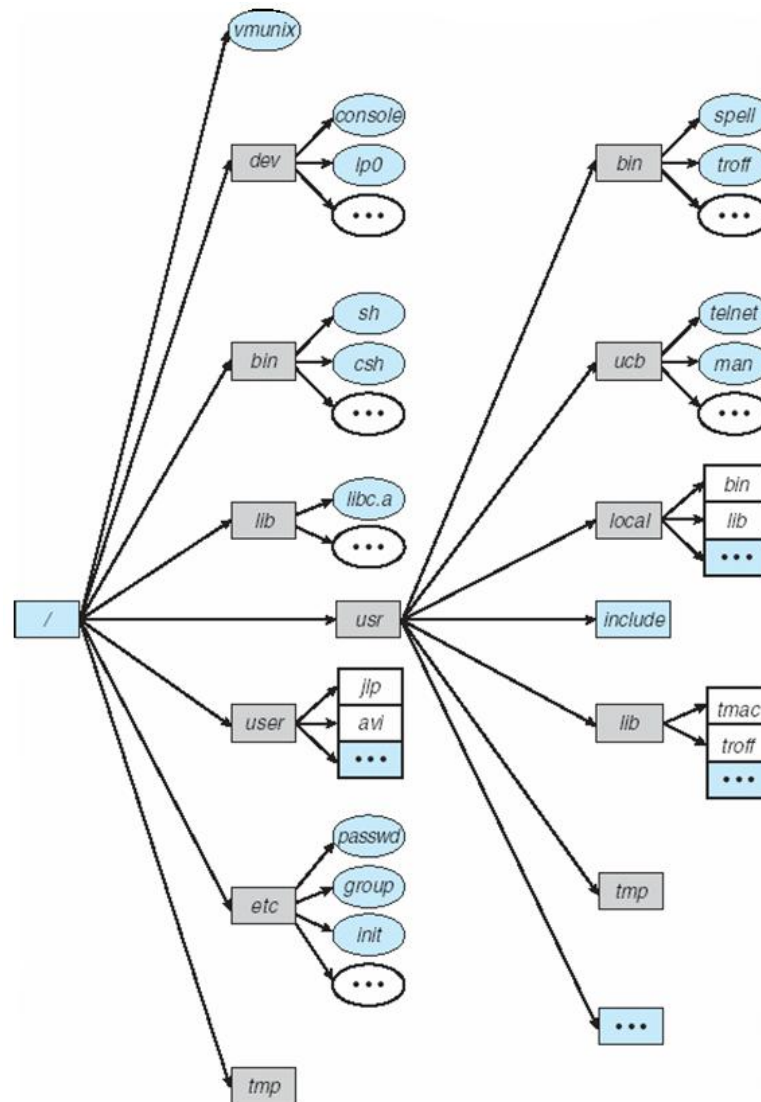 vmunix
dev
console
lp0
•••
bin
sh
csh
•••
lib
libc.a
•••
/
usr
user
jlp
avi
•••
etc
passwd
group
init
•••
tmp
bin
spell
troff
•••
ucb
telnet
man
•••
local
bin
lib
•••
include
lib
tmac
troff
•••
tmp
•••